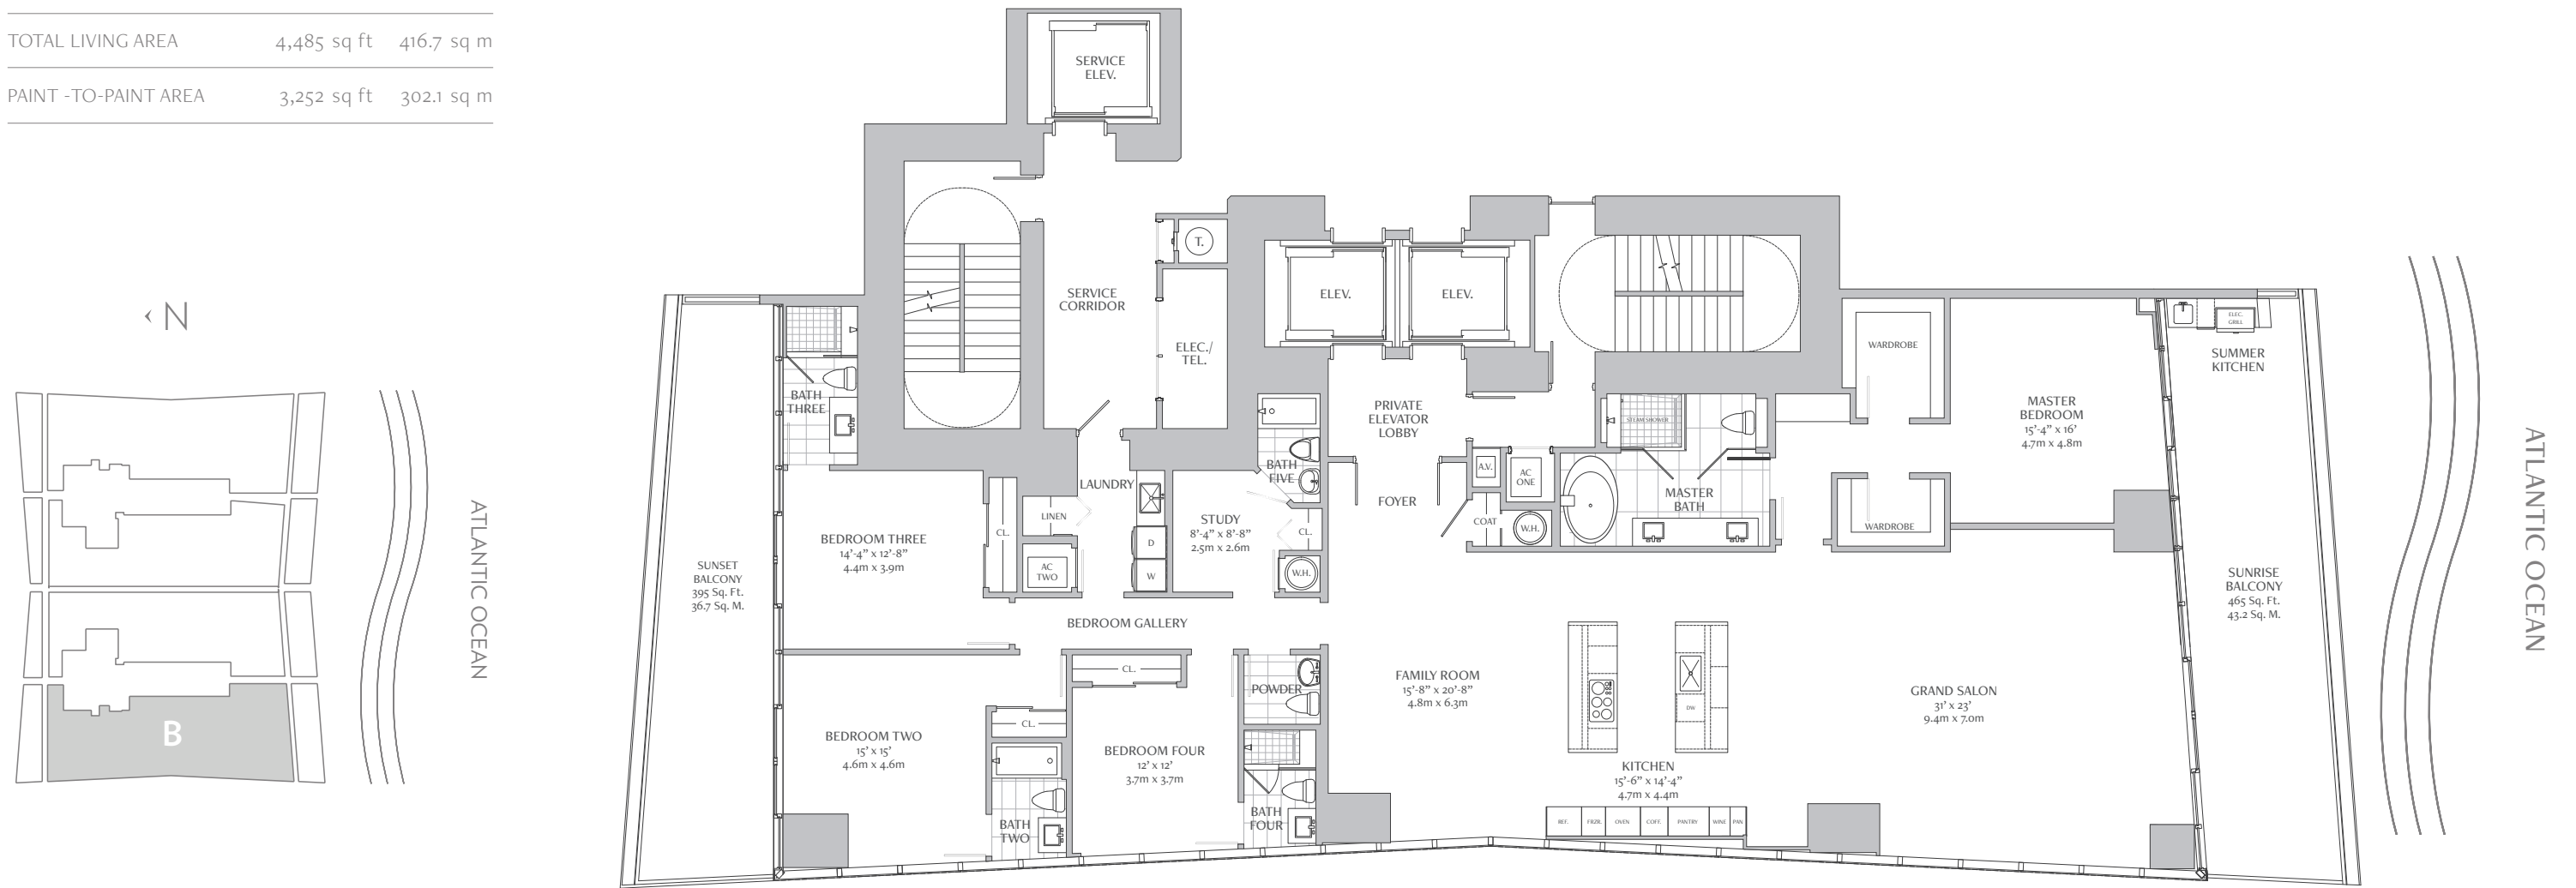 TOTAL LIVING AREA 4,485 sq ft 416.7 sq m
PAINT -TO-PAINT AREA 3,252 sq ft 302.1 sq m
N
B
ATLANTIC OCEAN
SERVICE
ELEV.
T.
SERVICE
CORRIDOR
ELEC./
TEL.
ELEV.
ELEV.
PRIVATE
ELEVATOR
LOBBY
BATH
THREE
WARDROBE
MASTER
BEDROOM
15'-4" x 16'
4.7m x 4.8m
ELEC.
GRILL
SUMMER
KITCHEN
STEAM SHOWER
BATH
FIVE
LAUNDRY
LINEN
CL.
AC
TWO
D
W
STUDY
8'-4" x 8'-8"
2.5m x 2.6m
CL.
W.H.
FOYER
A.V.
AC
ONE
COAT
W.H.
MASTER
BATH
WARDROBE
BEDROOM THREE
14'-4" x 12'-8"
4.4m x 3.9m
SUNSET
BALCONY
395 Sq. Ft.
36.7 Sq. M.
SUNRISE
BALCONY
465 Sq. Ft.
43.2 Sq. M.
ATLANTIC OCEAN
BEDROOM GALLERY
CL.
POWDER
FAMILY ROOM
15'-8" x 20'-8"
4.8m x 6.3m
DW
GRAND SALON
31' x 23'
9.4m x 7.0m
BEDROOM TWO
15' x 15'
4.6m x 4.6m
CL.
BATH
TWO
BEDROOM FOUR
12' x 12'
3.7m x 3.7m
BATH
FOUR
KITCHEN
15'-6" x 14'-4"
4.7m x 4.4m
REF. FRZR. OVEN COFF. PANTRY WINE PAN